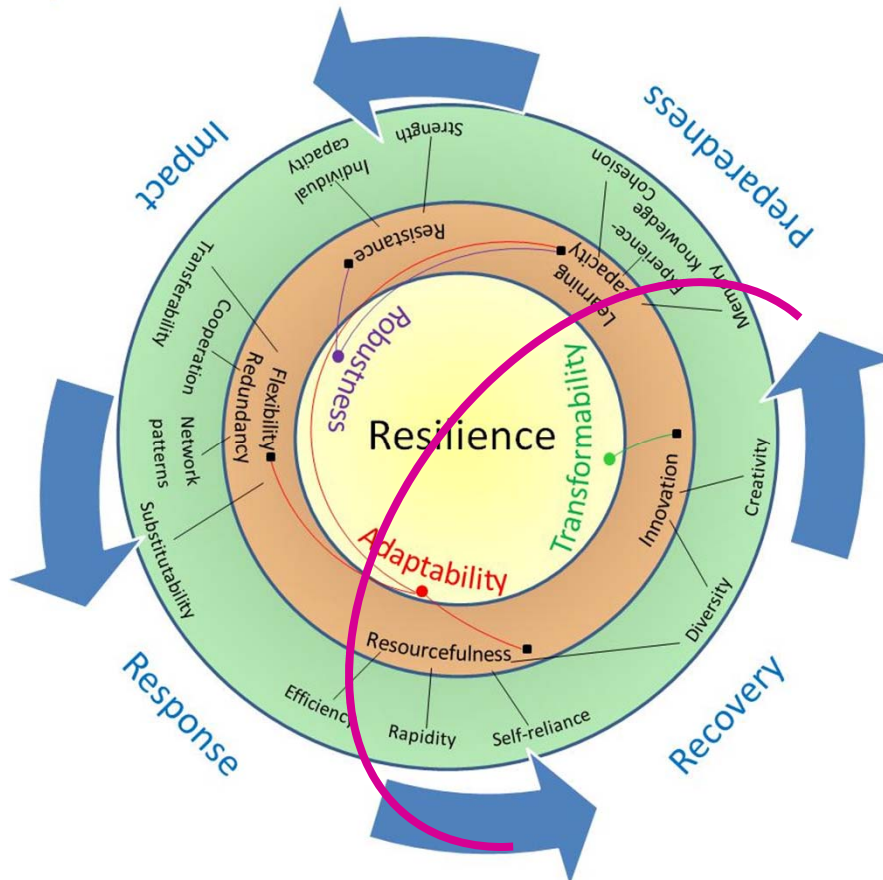 Preparedness
Impact
Response
Recovery
Strength
Individual
capacity
Cohesion
Experience-
Knowledge
Memory
Transferability
Cooperation
Network
patterns
Substitutability
Efficiency
Rapidity
Self-reliance
Diversity
Creativity
Resistance
Learning
capacity
Flexibility
Redundancy
Resourcefulness
Innovation
Robustness
Transformability
Adaptability
Resilience